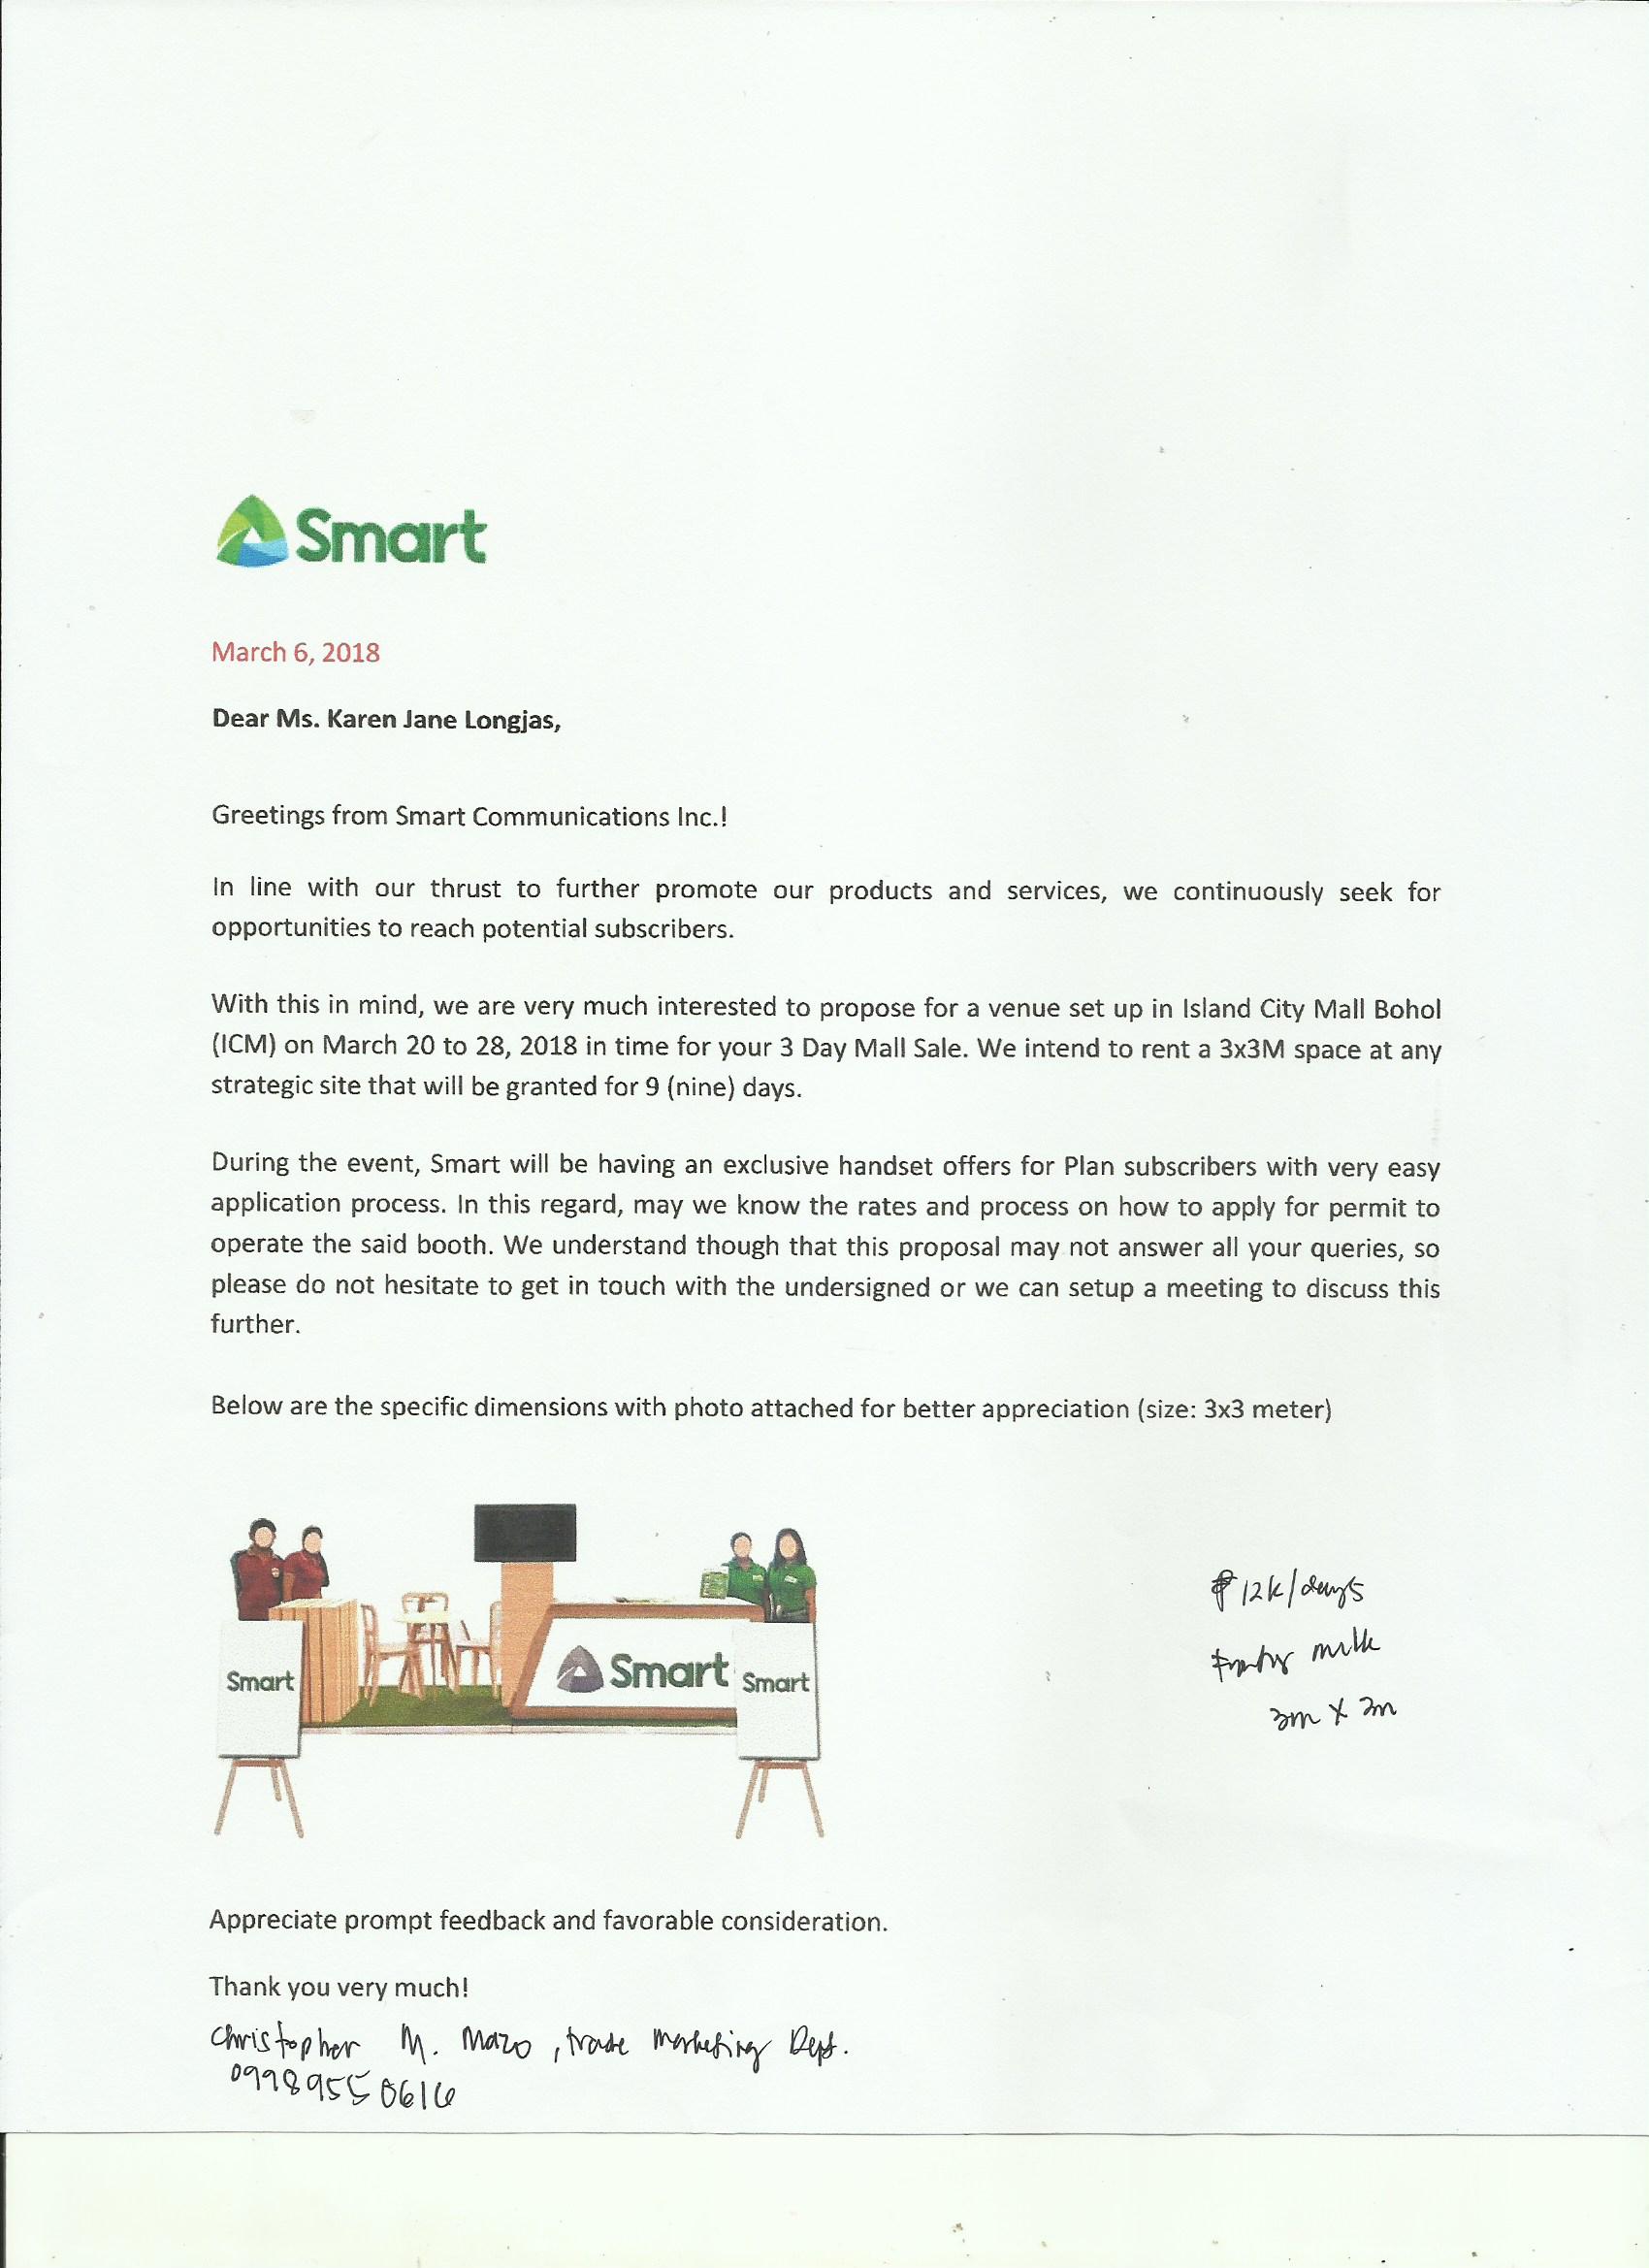 Smart
March 6, 2018
Dear Ms. Karen Jane Longjas,
Greetings from Smart Communications Inc.!
In line with our thrust to further promote our products and services, we continuously seek for
opportunities to reach potential subscribers.
With this in mind, we are very much interested to propose for a venue set up in Island City Mall Bohol
(ICM) on March 20 to 28, 2018 in time for your 3 Day Mall Sale. We intend to rent a 3x3M space at any
strategic site that will be granted for 9 (nine) days.
During the event, Smart will be having an exclusive handset offers for Plan subscribers with very easy
application process. In this regard, may we know the rates and process on how to apply for permit to
operate the said booth. We understand though that this proposal may not answer all your queries, so
please do not hesitate to get in touch with the undersigned or we can setup a meeting to discuss this
further.
Below are the specific dimensions with photo attached for better appreciation (size: 3x3 meter)
Smart
Smart
Smart
₱12k/days
milk
3m X 3m
Appreciate prompt feedback and favorable consideration.
Thank you very much!
Christopher M. Mazo, trade marketing Dept.
09989550616